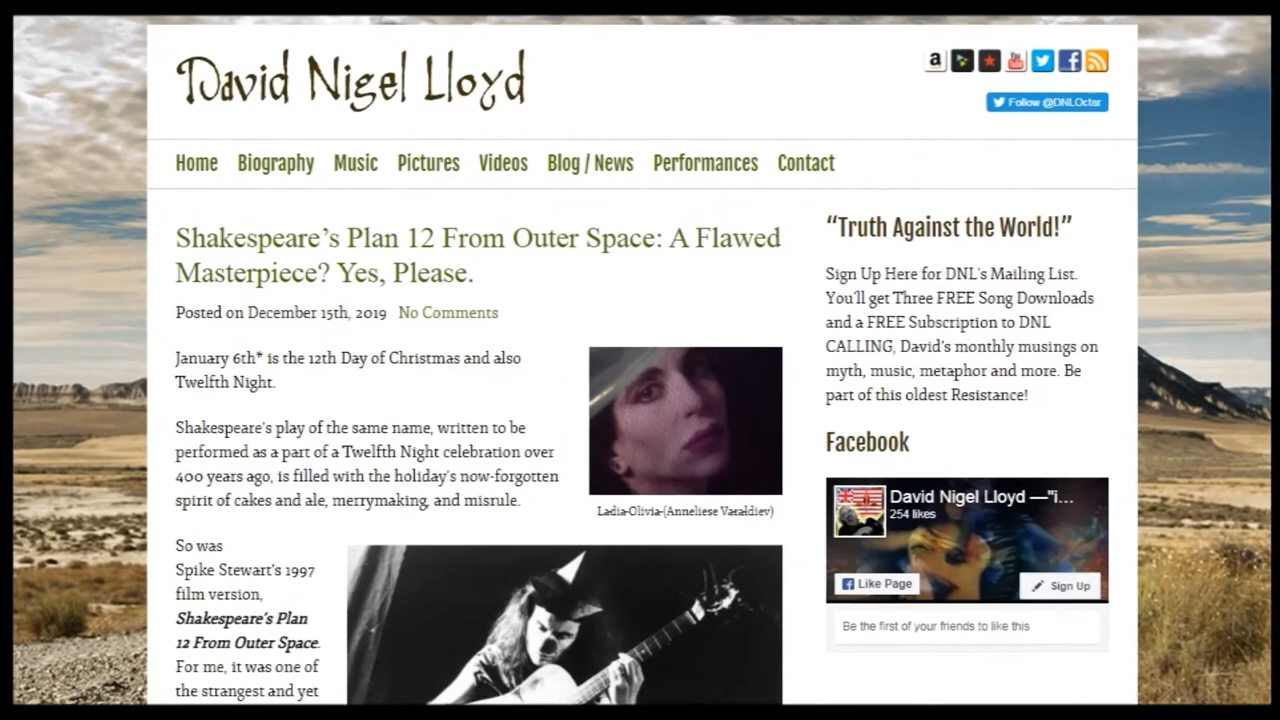 David Nigel Lloyd
Follow @DNLOctar
Home Biography Music Pictures Videos Blog / News Performances Contact
Shakespeare's Plan 12 From Outer Space: A Flawed
Masterpiece? Yes, Please.
Posted on December 15th, 2019 No Comments
January 6th* is the 12th Day of Christmas and also
Twelfth Night.
Shakespeare's play of the same name, written to be
performed as a part of a Twelfth Night celebration over
400 years ago, is filled with the holiday's now-forgotten
spirit of cakes and ale, merrymaking, and misrule.
Ladia-Olivia-(Anneliese Varaldiev)
So was
Spike Stewart's 1997
film version,
Shakespeare's Plan
12 From Outer Space.
For me, it was one of
the strangest and yet
“Truth Against the World!”
Sign Up Here for DNL's Mailing List.
You'll get Three FREE Song Downloads
and a FREE Subscription to DNL
CALLING, David's monthly musings on
myth, music, metaphor and more. Be
part of this oldest Resistance!
Facebook
David Nigel Lloyd —"i...
254 likes
Like Page
Sign Up
Be the first of your friends to like this